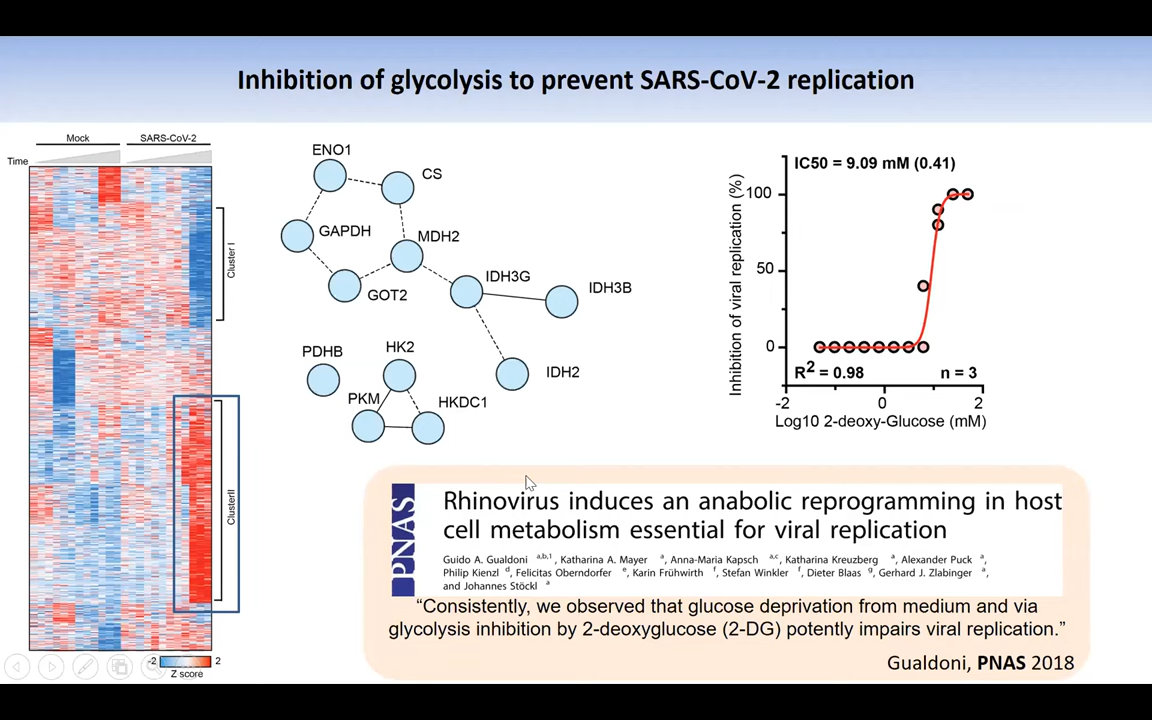 Inhibition of glycolysis to prevent SARS-CoV-2 replication
Mock
SARS-CoV-2
Time
Cluster I
ClusterII
-2
2
Z score
ENO1
CS
GAPDH
MDH2
GOT2
IDH3G
IDH3B
IDH2
PDHB
HK2
PKM
HKDC1
IC50 = 9.09 mM (0.41)
Inhibition of viral replication (%)
100
50
0
R2 = 0.98
n = 3
-2
0
2
Log10 2-deoxy-Glucose (mM)
PNAS
Rhinovirus induces an anabolic reprogramming in host
cell metabolism essential for viral replication
Guido A. Gualdoni a,b,1, Katharina A. Mayer a, Anna-Maria Kapsch a,c, Katharina Kreuzberg a, Alexander Puck a,
Philip Kienzl d, Felicitas Oberndorfer e, Karin Frühwirth f, Stefan Winkler f, Dieter Blaas g, Gerhard J. Zlabinger a,
and Johannes Stöckl a
“Consistently, we observed that glucose deprivation from medium and via
glycolysis inhibition by 2-deoxyglucose (2-DG) potently impairs viral replication.”
Gualdoni, PNAS 2018